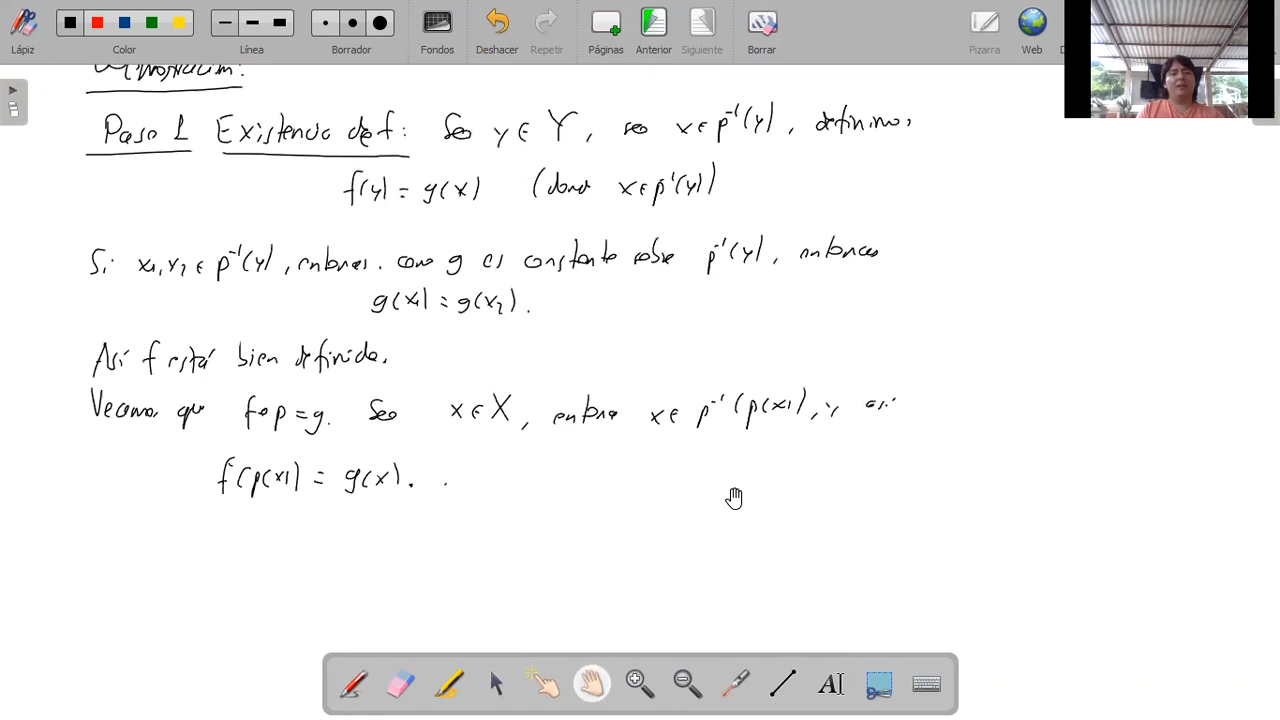 Lápiz Color Línea Borrador Fondos Deshacer Repetir Páginas Anterior Siguiente Borrar Pizarra Web
Demostración:
Paso 1 Existencia de f: Sea y ∈ Y, sea x ∈ p⁻¹(y), definimos
f(y) = g(x) (donde x ∈ p⁻¹(y))
Si x₁, x₂ ∈ p⁻¹(y), entonces. como g es constante sobre p⁻¹(y), entonces
g(x₁) = g(x₂).
Así f está bien definida.
Veamos que f∘p = g. Sea x ∈ X, entonces x ∈ p⁻¹(p(x)), y así
f(p(x)) = g(x).
AI